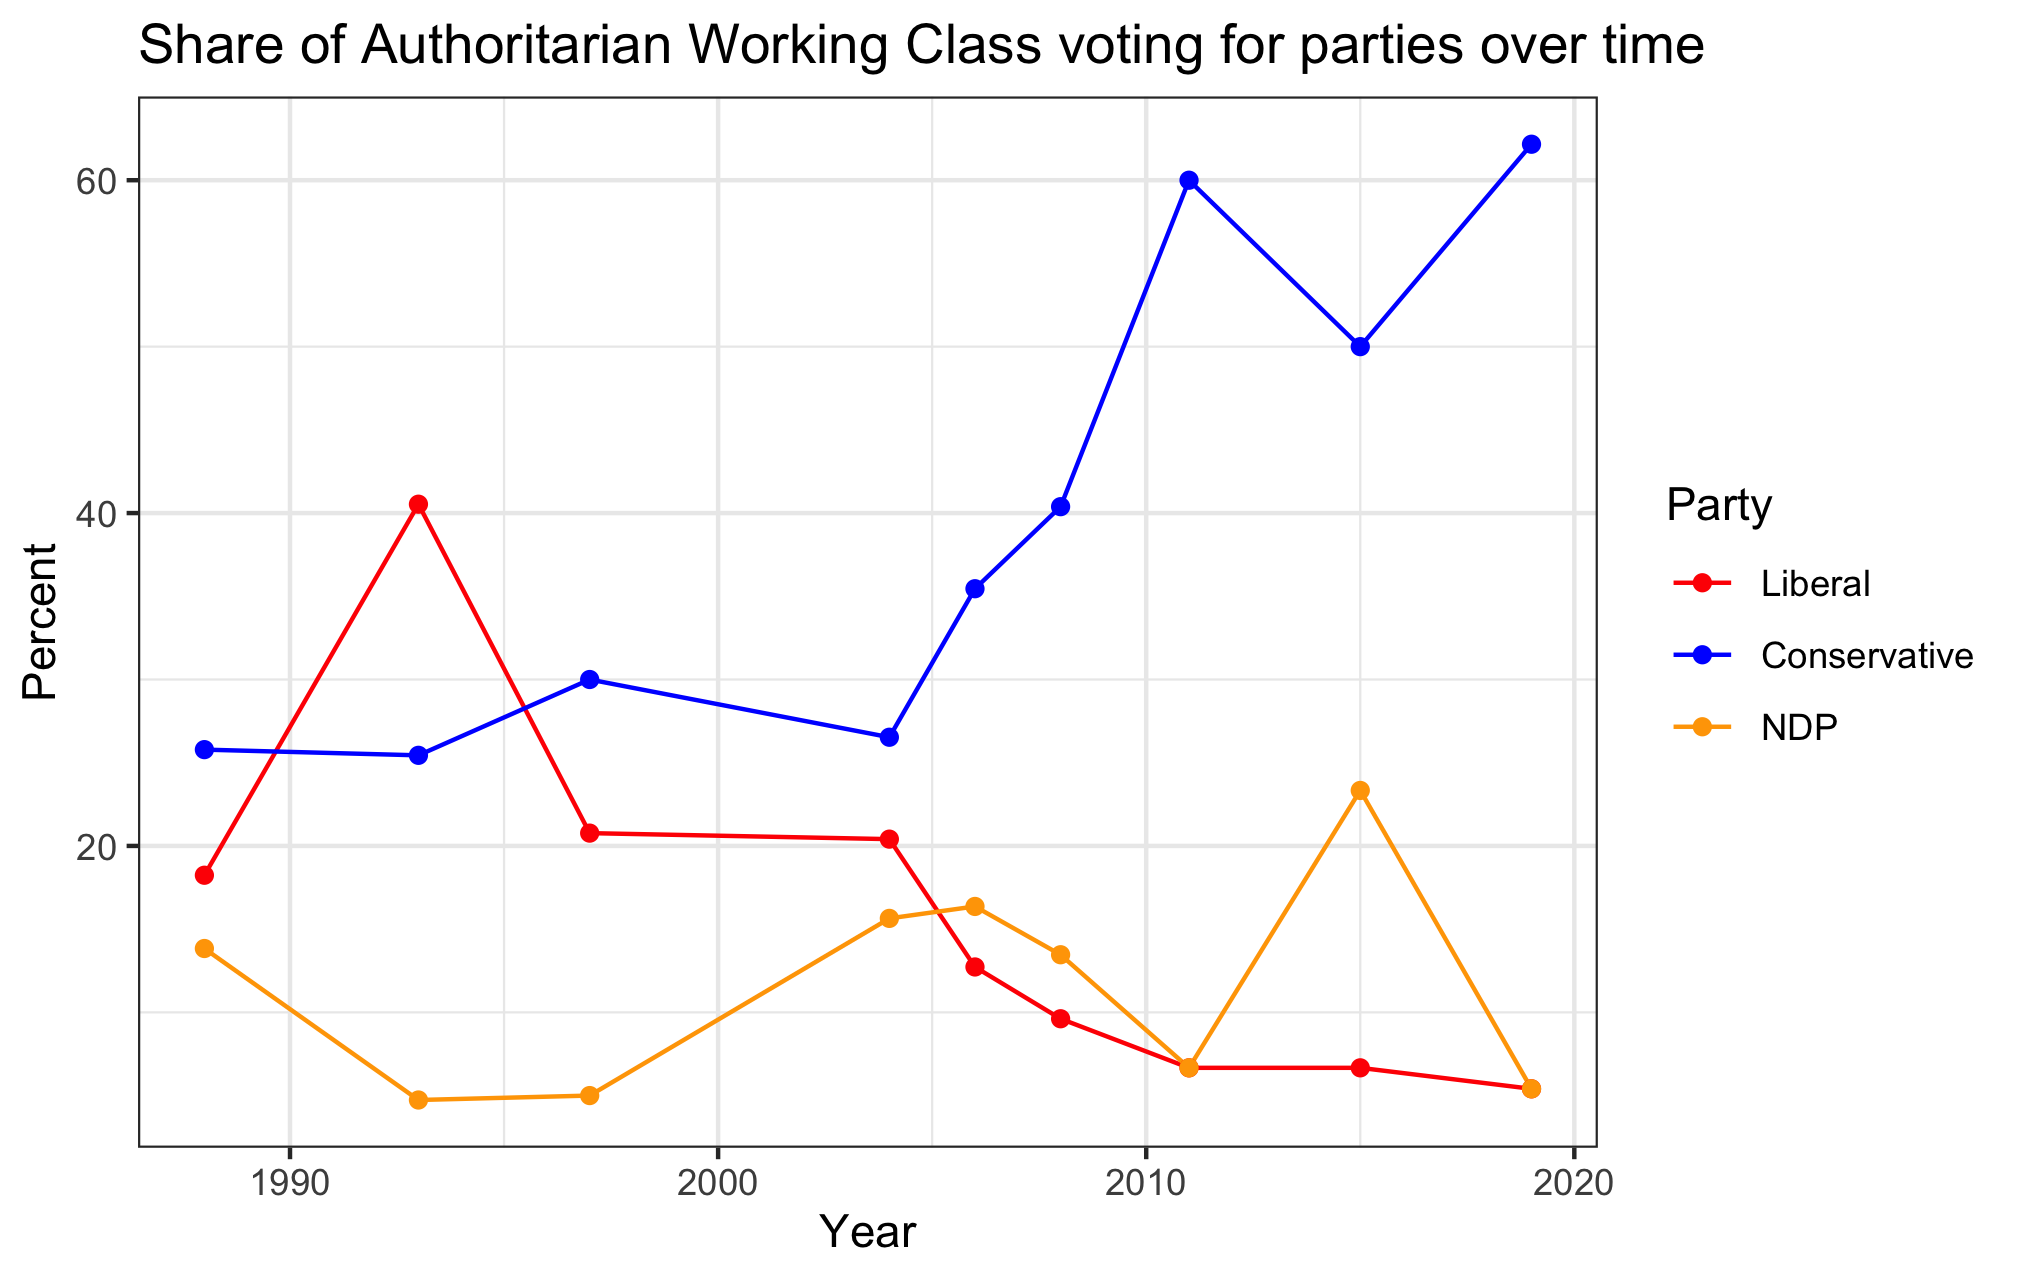 Share of Authoritarian Working Class voting for parties over time
60
40
20
Percent
1990
2000
2010
2020
Year
Party
Liberal
Conservative
NDP